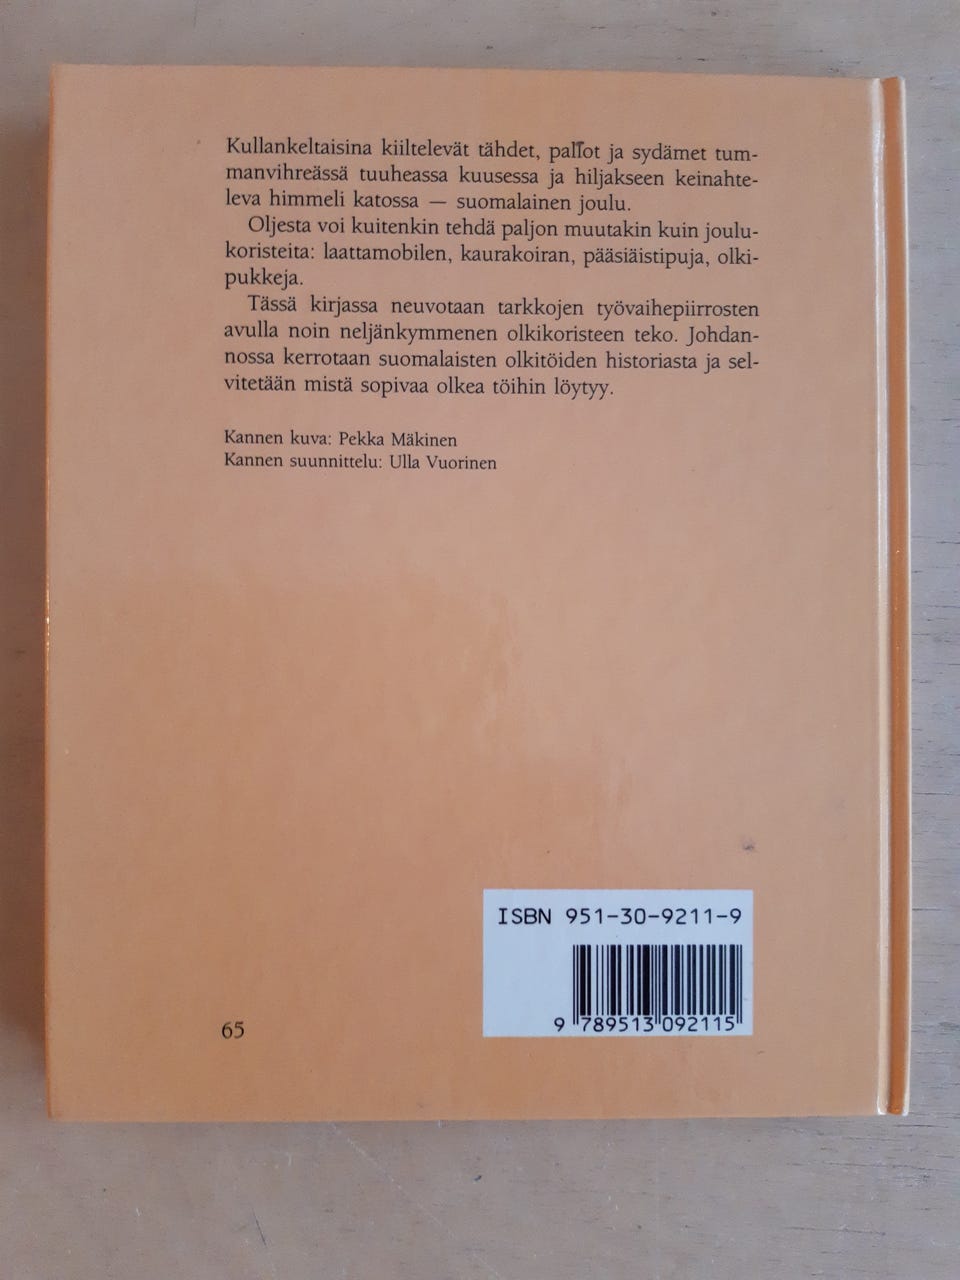 Kullankeltaisina kiiltelevät tähdet, pallot ja sydämet tum-
manvihreässä tuuheassa kuusessa ja hiljakseen keinahte-
leva himmeli katossa — suomalainen joulu.
Oljesta voi kuitenkin tehdä paljon muutakin kuin joulu-
koristeita: laattamobilen, kaurakoiran, pääsiäistipuja, olki-
pukkeja.
Tässä kirjassa neuvotaan tarkkojen työvaihepiirrosten
avulla noin neljänkymmenen olkikoristeen teko. Johdan-
nossa kerrotaan suomalaisten olkitöiden historiasta ja sel-
vitetään mistä sopivaa olkea töihin löytyy.
Kannen kuva: Pekka Mäkinen
Kannen suunnittelu: Ulla Vuorinen
ISBN 951-30-9211-9
9 789513 092115
65